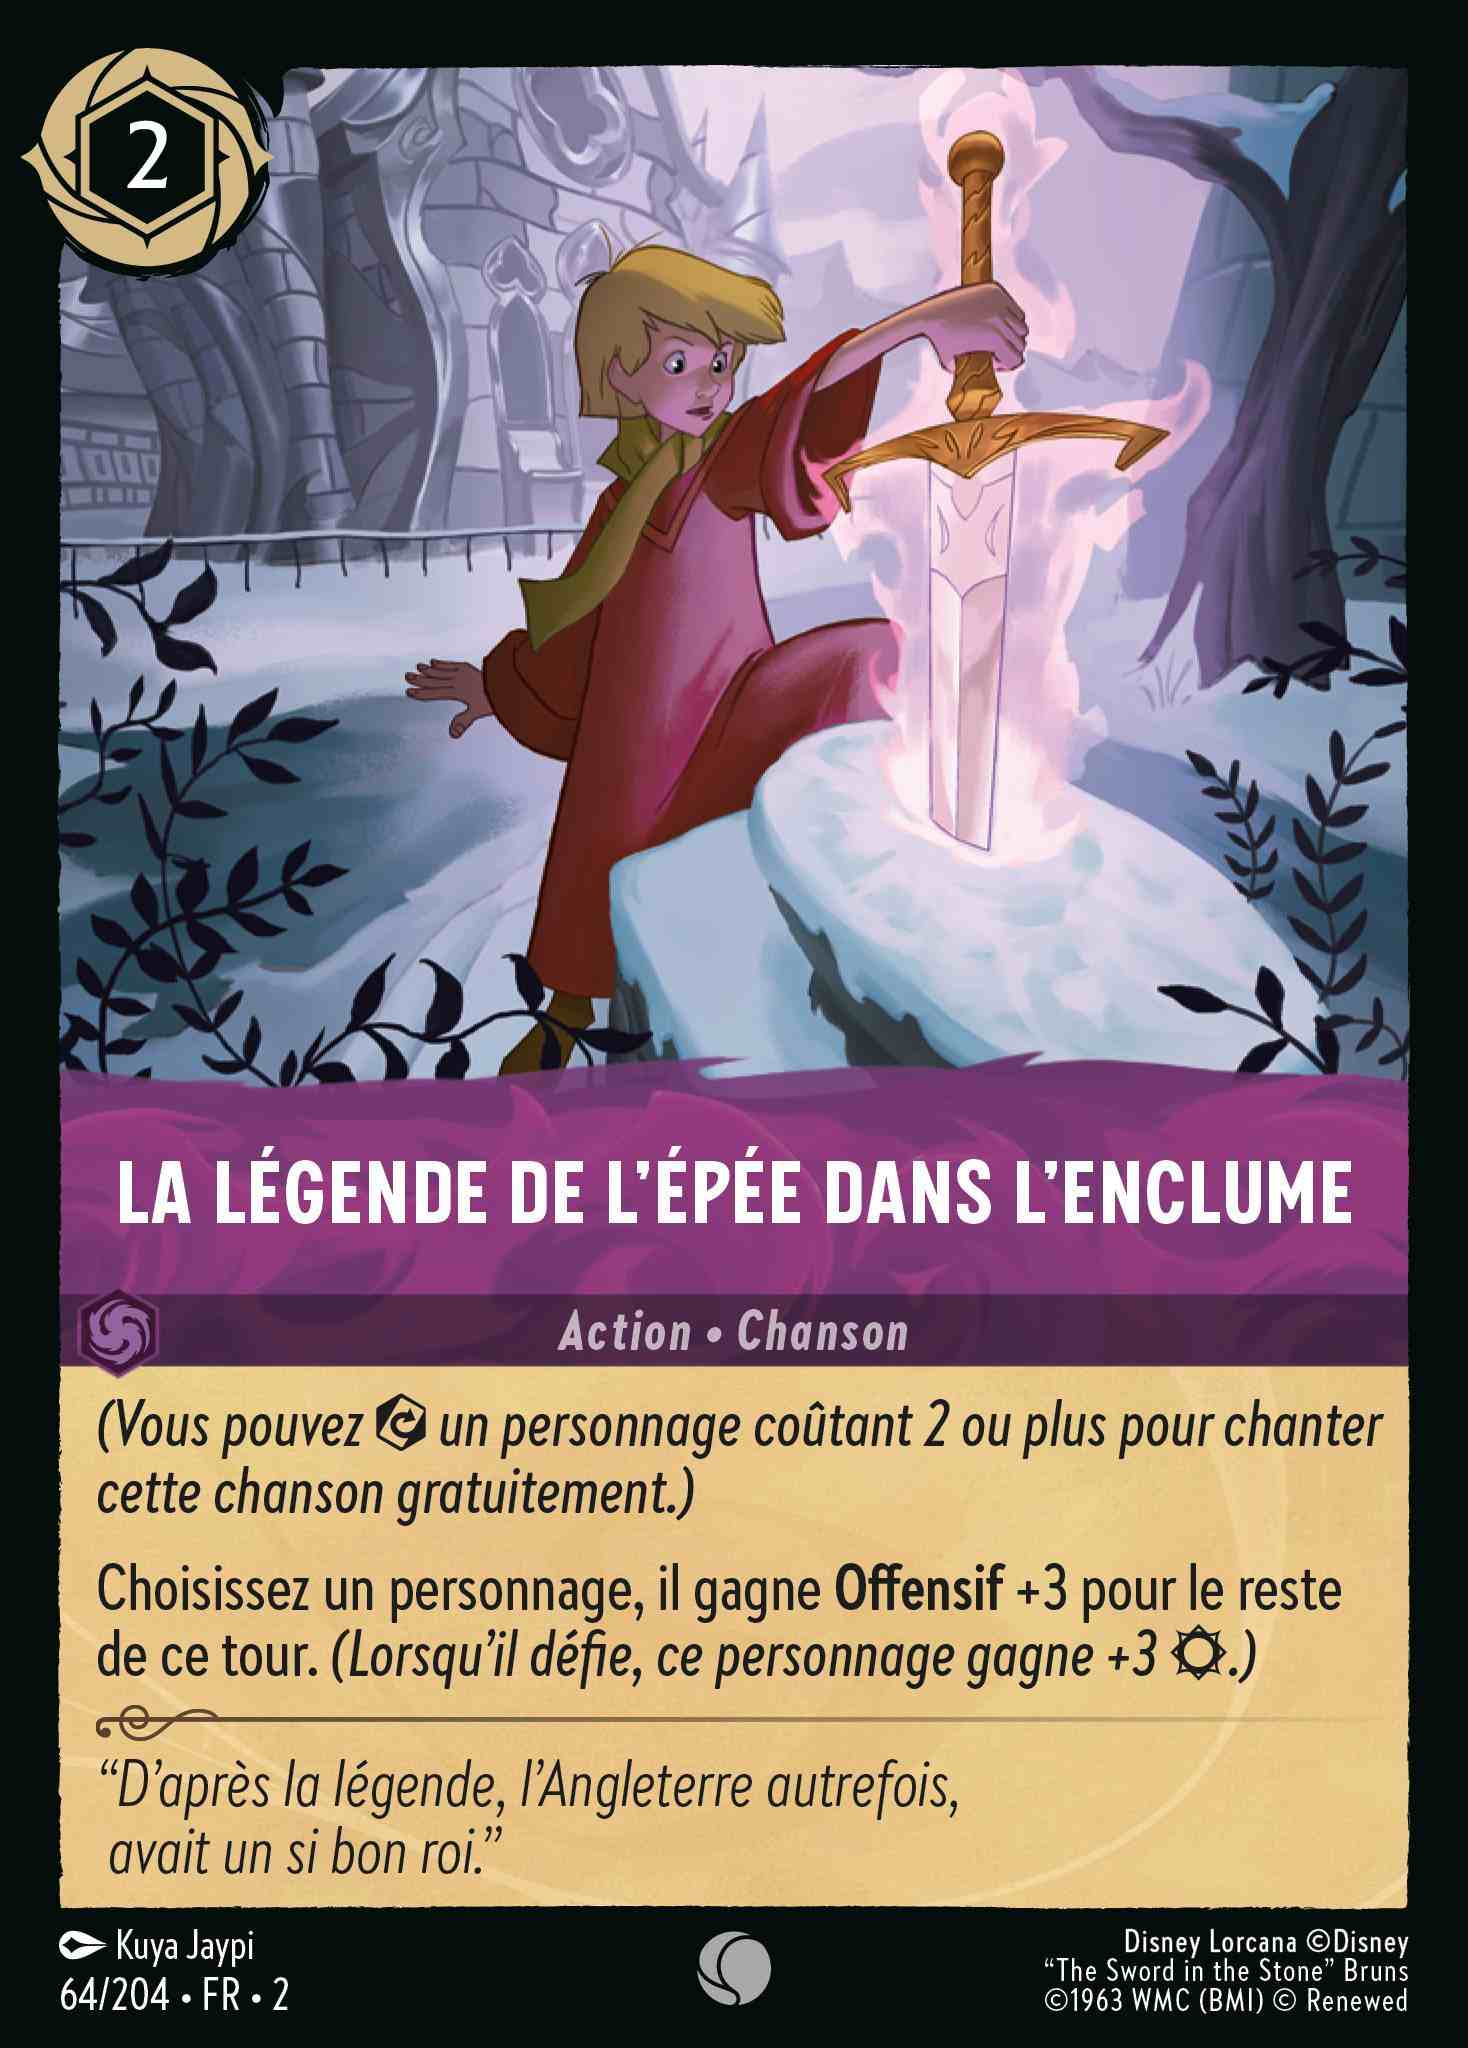 2
LA LÉGENDE DE L’ÉPÉE DANS L’ENCLUME
Action • Chanson
(Vous pouvez un personnage coûtant 2 ou plus pour chanter
cette chanson gratuitement.)
Choisissez un personnage, il gagne Offensif +3 pour le reste
de ce tour. (Lorsqu’il défie, ce personnage gagne +3 .)
“D’après la légende, l’Angleterre autrefois,
avait un si bon roi.”
Kuya Jaypi
64/204 • FR • 2
Disney Lorcana ©Disney
“The Sword in the Stone” Bruns
©1963 WMC (BMI) © Renewed